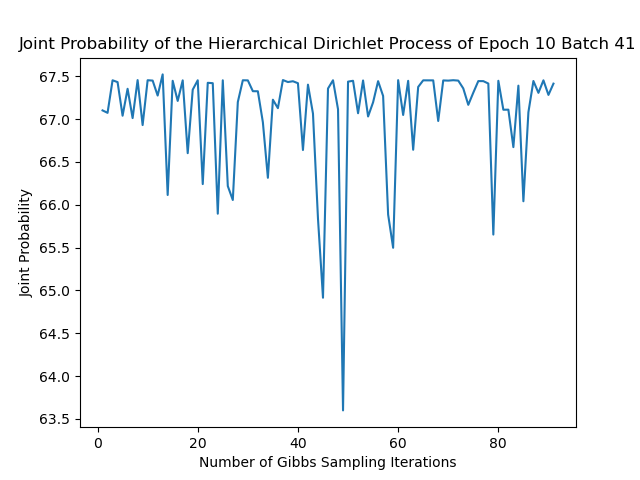 Joint Probability of the Hierarchical Dirichlet Process of Epoch 10 Batch 41
Joint Probability
67.5
67.0
66.5
66.0
65.5
65.0
64.5
64.0
63.5
0 20 40 60 80
Number of Gibbs Sampling Iterations